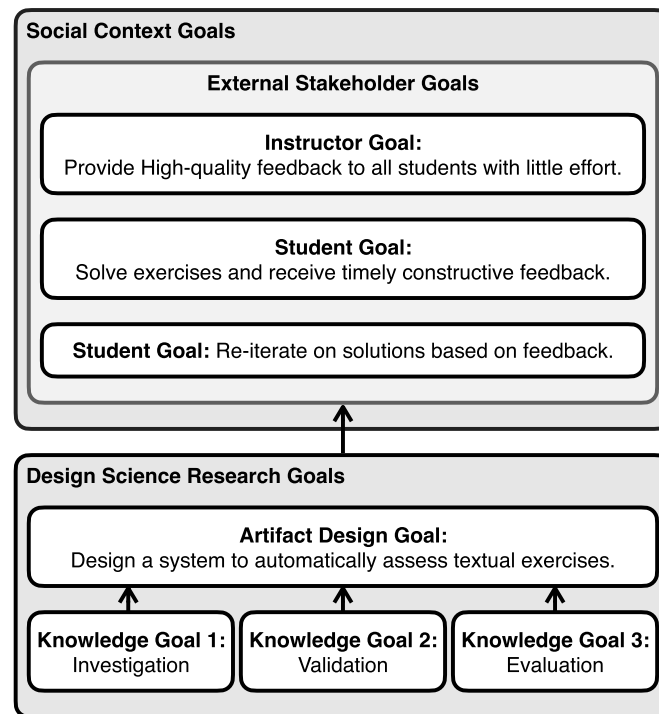 Social Context Goals
External Stakeholder Goals
Instructor Goal:
Provide High-quality feedback to all students with little effort.
Student Goal:
Solve exercises and receive timely constructive feedback.
Student Goal: Re-iterate on solutions based on feedback.
Design Science Research Goals
Artifact Design Goal:
Design a system to automatically assess textual exercises.
Knowledge Goal 1:
Investigation
Knowledge Goal 2:
Validation
Knowledge Goal 3:
Evaluation